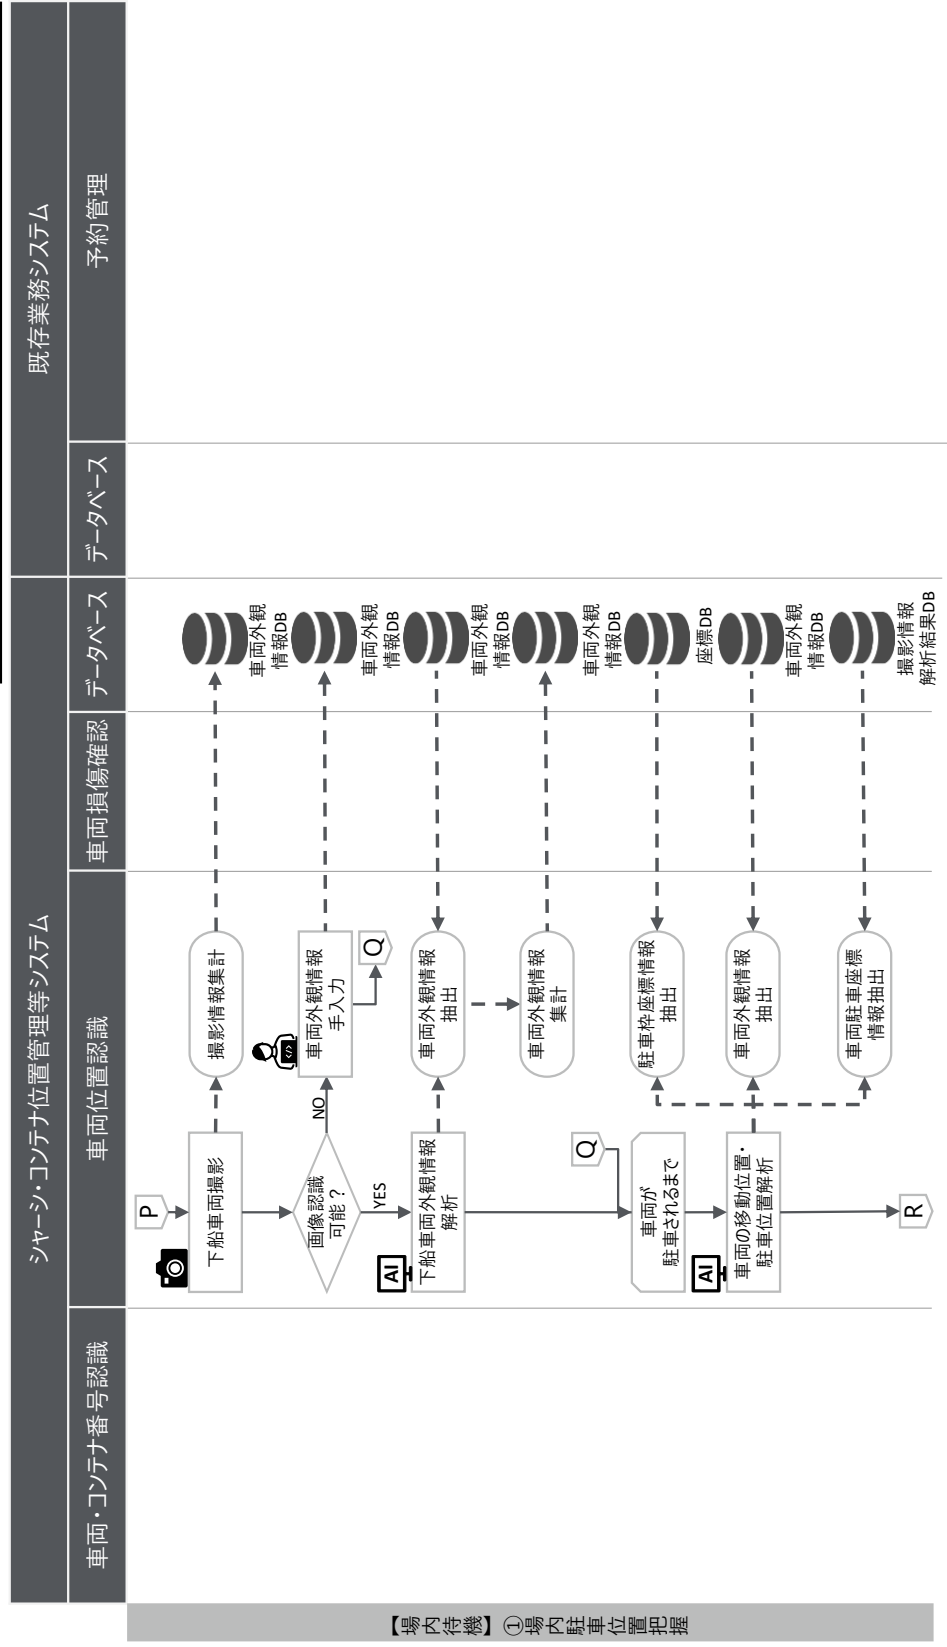 シャーシ・コンテナ位置管理等システム
既存業務システム
車両・コンテナ番号認識
車両位置認識
車両損傷確認
データベース
データベース
予約管理
【場内待機】①場内駐車位置把握
P
下船車両撮影
撮影情報集計
車両外観
情報DB
画像認識
可能？
NO
車両外観情報
手入力
Q
車両外観
情報DB
YES
AI
下船車両外観情報
解析
車両外観情報
抽出
車両外観
情報DB
車両外観情報
集計
車両外観
情報DB
Q
車両が
駐車されるまで
駐車枠座標情報
抽出
座標DB
AI
車両の移動位置・
駐車位置解析
車両外観情報
抽出
車両外観
情報DB
車両駐車座標
情報抽出
撮影情報
解析結果DB
R